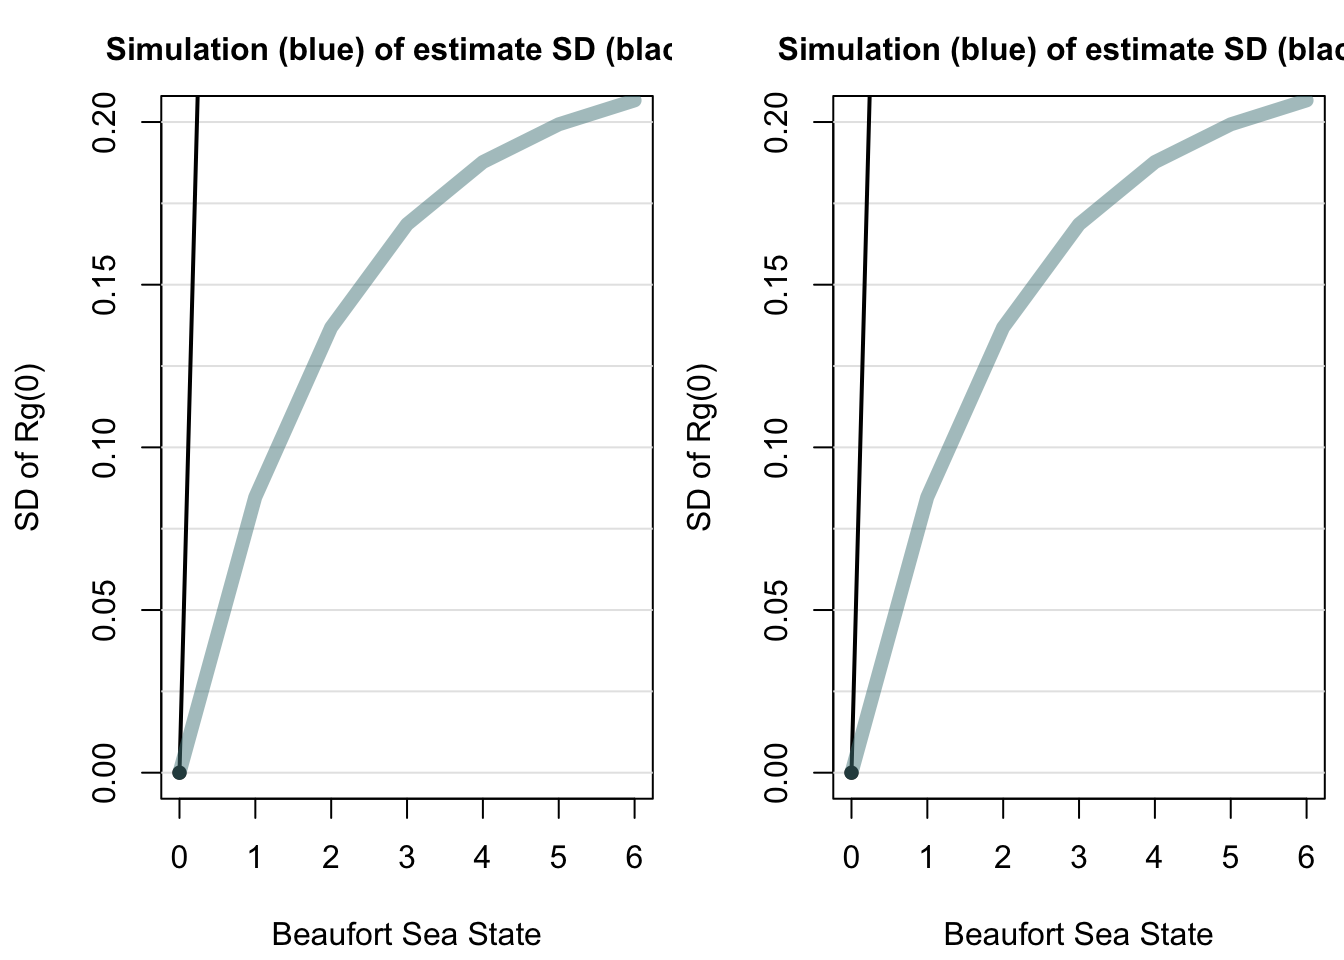 Simulation (blue) of estimate SD (blac
SD of Rg(0)
0.20
0.15
0.10
0.05
0.00
0 1 2 3 4 5 6
Beaufort Sea State
Simulation (blue) of estimate SD (blac
SD of Rg(0)
0.20
0.15
0.10
0.05
0.00
0 1 2 3 4 5 6
Beaufort Sea State